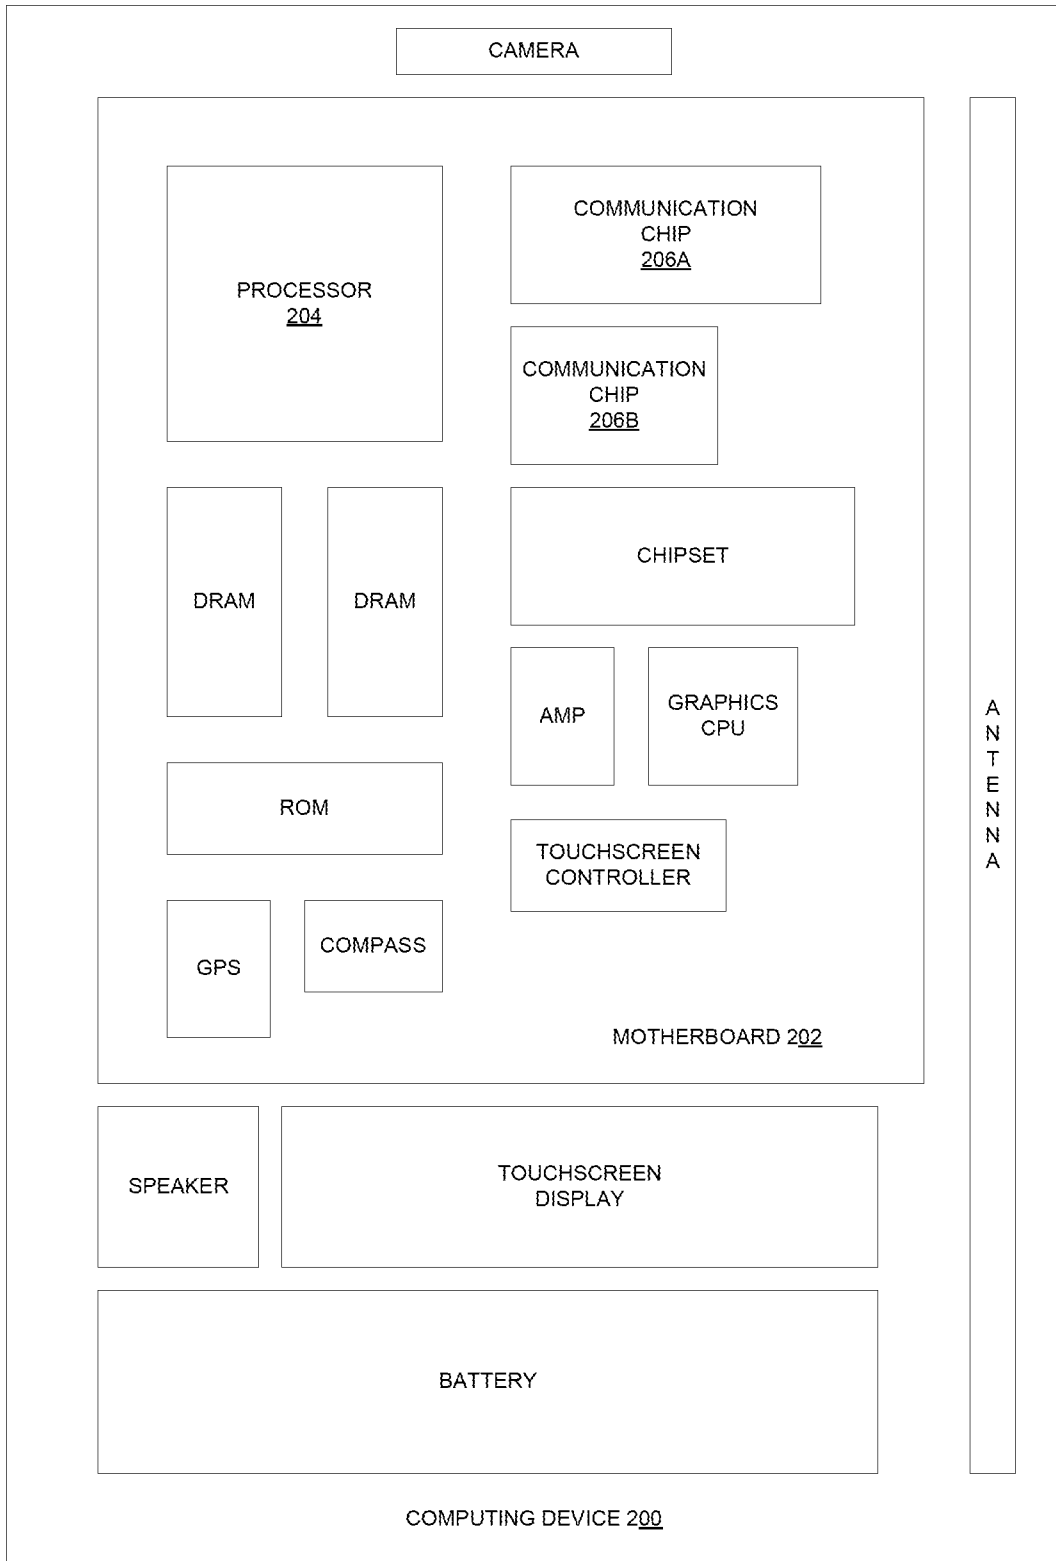 CAMERA
PROCESSOR
204
COMMUNICATION
CHIP
206A
COMMUNICATION
CHIP
206B
DRAM
DRAM
CHIPSET
AMP
GRAPHICS
CPU
ROM
TOUCHSCREEN
CONTROLLER
GPS
COMPASS
MOTHERBOARD 202
ANTENNA
SPEAKER
TOUCHSCREEN
DISPLAY
BATTERY
COMPUTING DEVICE 200